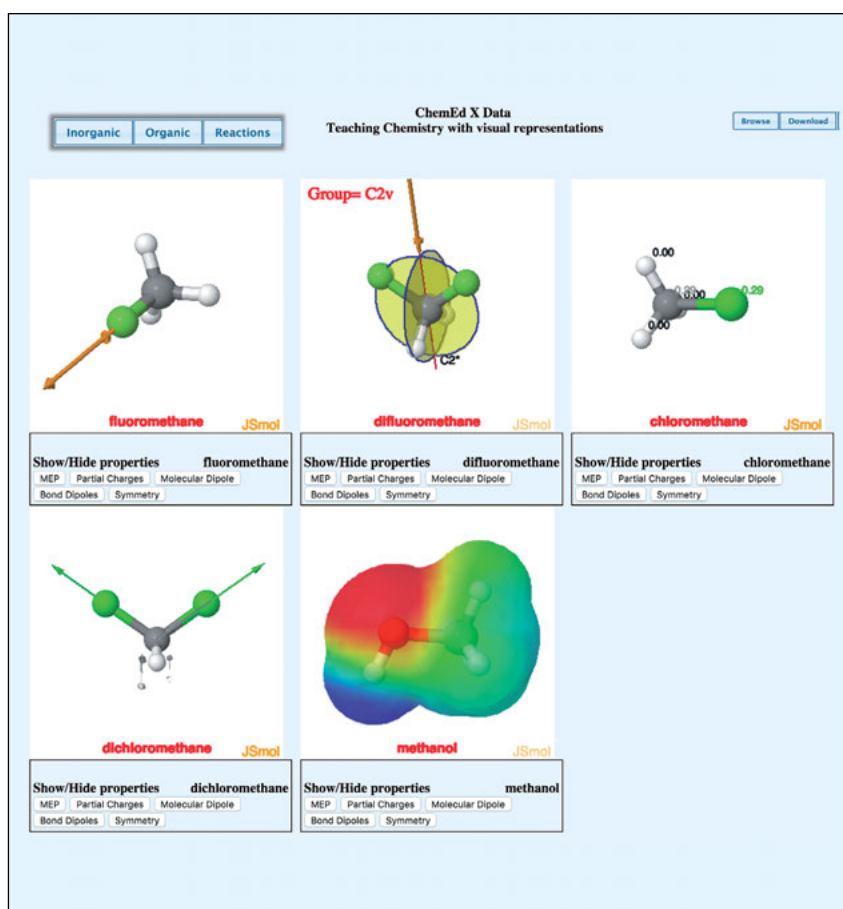 ChemEd X Data
Teaching Chemistry with visual representations
Inorganic Organic Reactions
Browse Download
Group= C2v
C2*
0.00
0.00
0.00
0.29
fluoromethane JSmol
difluoromethane JSmol
chloromethane JSmol
Show/Hide properties fluoromethane
MEP Partial Charges Molecular Dipole
Bond Dipoles Symmetry
Show/Hide properties difluoromethane
MEP Partial Charges Molecular Dipole
Bond Dipoles Symmetry
Show/Hide properties chloromethane
MEP Partial Charges Molecular Dipole
Bond Dipoles Symmetry
dichloromethane JSmol
methanol JSmol
Show/Hide properties dichloromethane
MEP Partial Charges Molecular Dipole
Bond Dipoles Symmetry
Show/Hide properties methanol
MEP Partial Charges Molecular Dipole
Bond Dipoles Symmetry